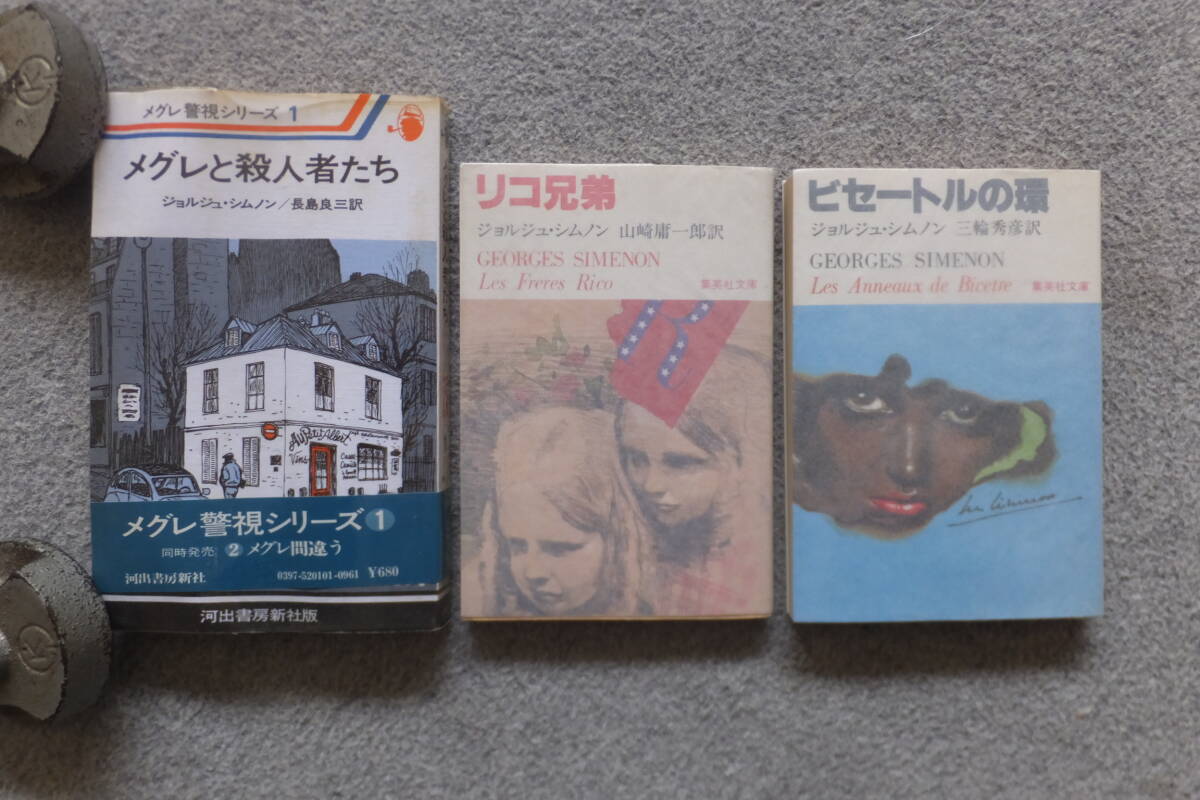 メグレ警視シリーズ 1
メグレと殺人者たち
ジョルジュ・シムノン/長島良三訳
Au Petit Albert
Vins
メグレ警視シリーズ 1
同時発売 2 メグレ間違う
河出書房新社 0397-520101-0961 ¥680
河出書房新社版
リコ兄弟
ジョルジュ・シムノン 山崎庸一郎訳
GEORGES SIMENON
Les Freres Rico 集英社文庫
R
ビセートルの環
ジョルジュ・シムノン 三輪秀彦訳
GEORGES SIMENON
Les Anneaux de Bicetre 集英社文庫